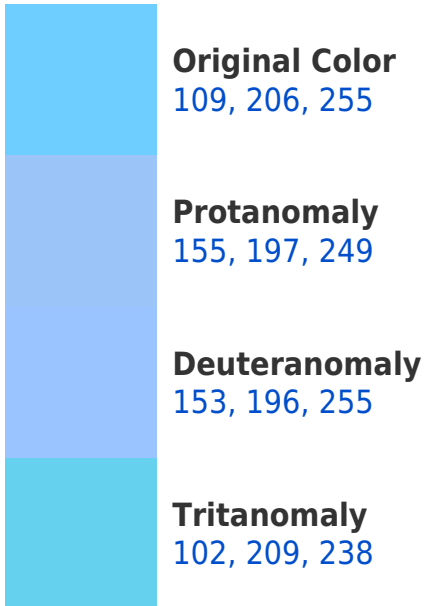 Original Color
109, 206, 255
Protanomaly
155, 197, 249
Deuteranomaly
153, 196, 255
Tritanomaly
102, 209, 238